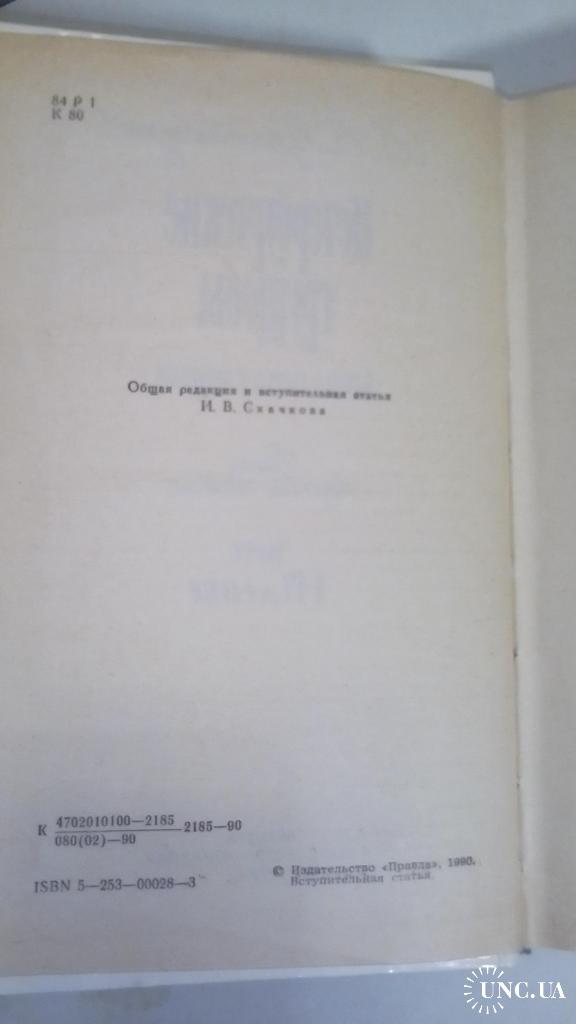 84 Р 1
К 80
Общая редакция и вступительная статья
И. В. Скачкова
К 4702010100—2185 2185—90
080(02)—90
ISBN 5—253—00028—3
© Издательство «Правда», 1990.
Вступительная статья.
UNC.UA